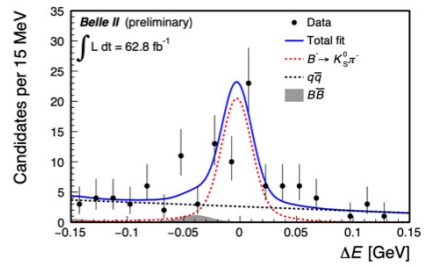 Candidates per 15 MeV
35
30
25
20
15
10
5
0
Belle II (preliminary)
∫ L dt = 62.8 fb⁻¹
Data
Total fit
B⁻→ K⁰Sπ⁻
qq̄
BB̄
−0.15 −0.1 −0.05 0 0.05 0.1 0.15
ΔE [GeV]